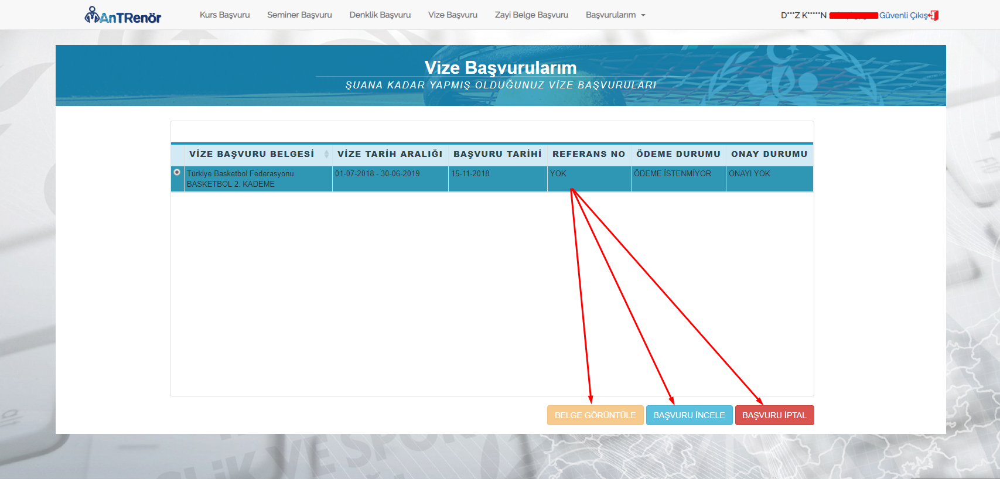 AnTRenör
Kurs Başvuru Seminer Başvuru Denklik Başvuru Vize Başvuru Zayi Belge Başvuru Başvurularım
D***Z K*****N Güvenli Çıkış
Vize Başvurularım
ŞUANA KADAR YAPMIŞ OLDUĞUNUZ VİZE BAŞVURULARI
VİZE BAŞVURU BELGESİ VİZE TARİH ARALIĞI BAŞVURU TARİHİ REFERANS NO ÖDEME DURUMU ONAY DURUMU
Türkiye Basketbol Federasyonu 01-07-2018 - 30-06-2019 15-11-2018 YOK ÖDEME İSTENMİYOR ONAYI YOK
BASKETBOL 2. KADEME
BELGE GÖRÜNTÜLE BAŞVURU İNCELE BAŞVURU İPTAL